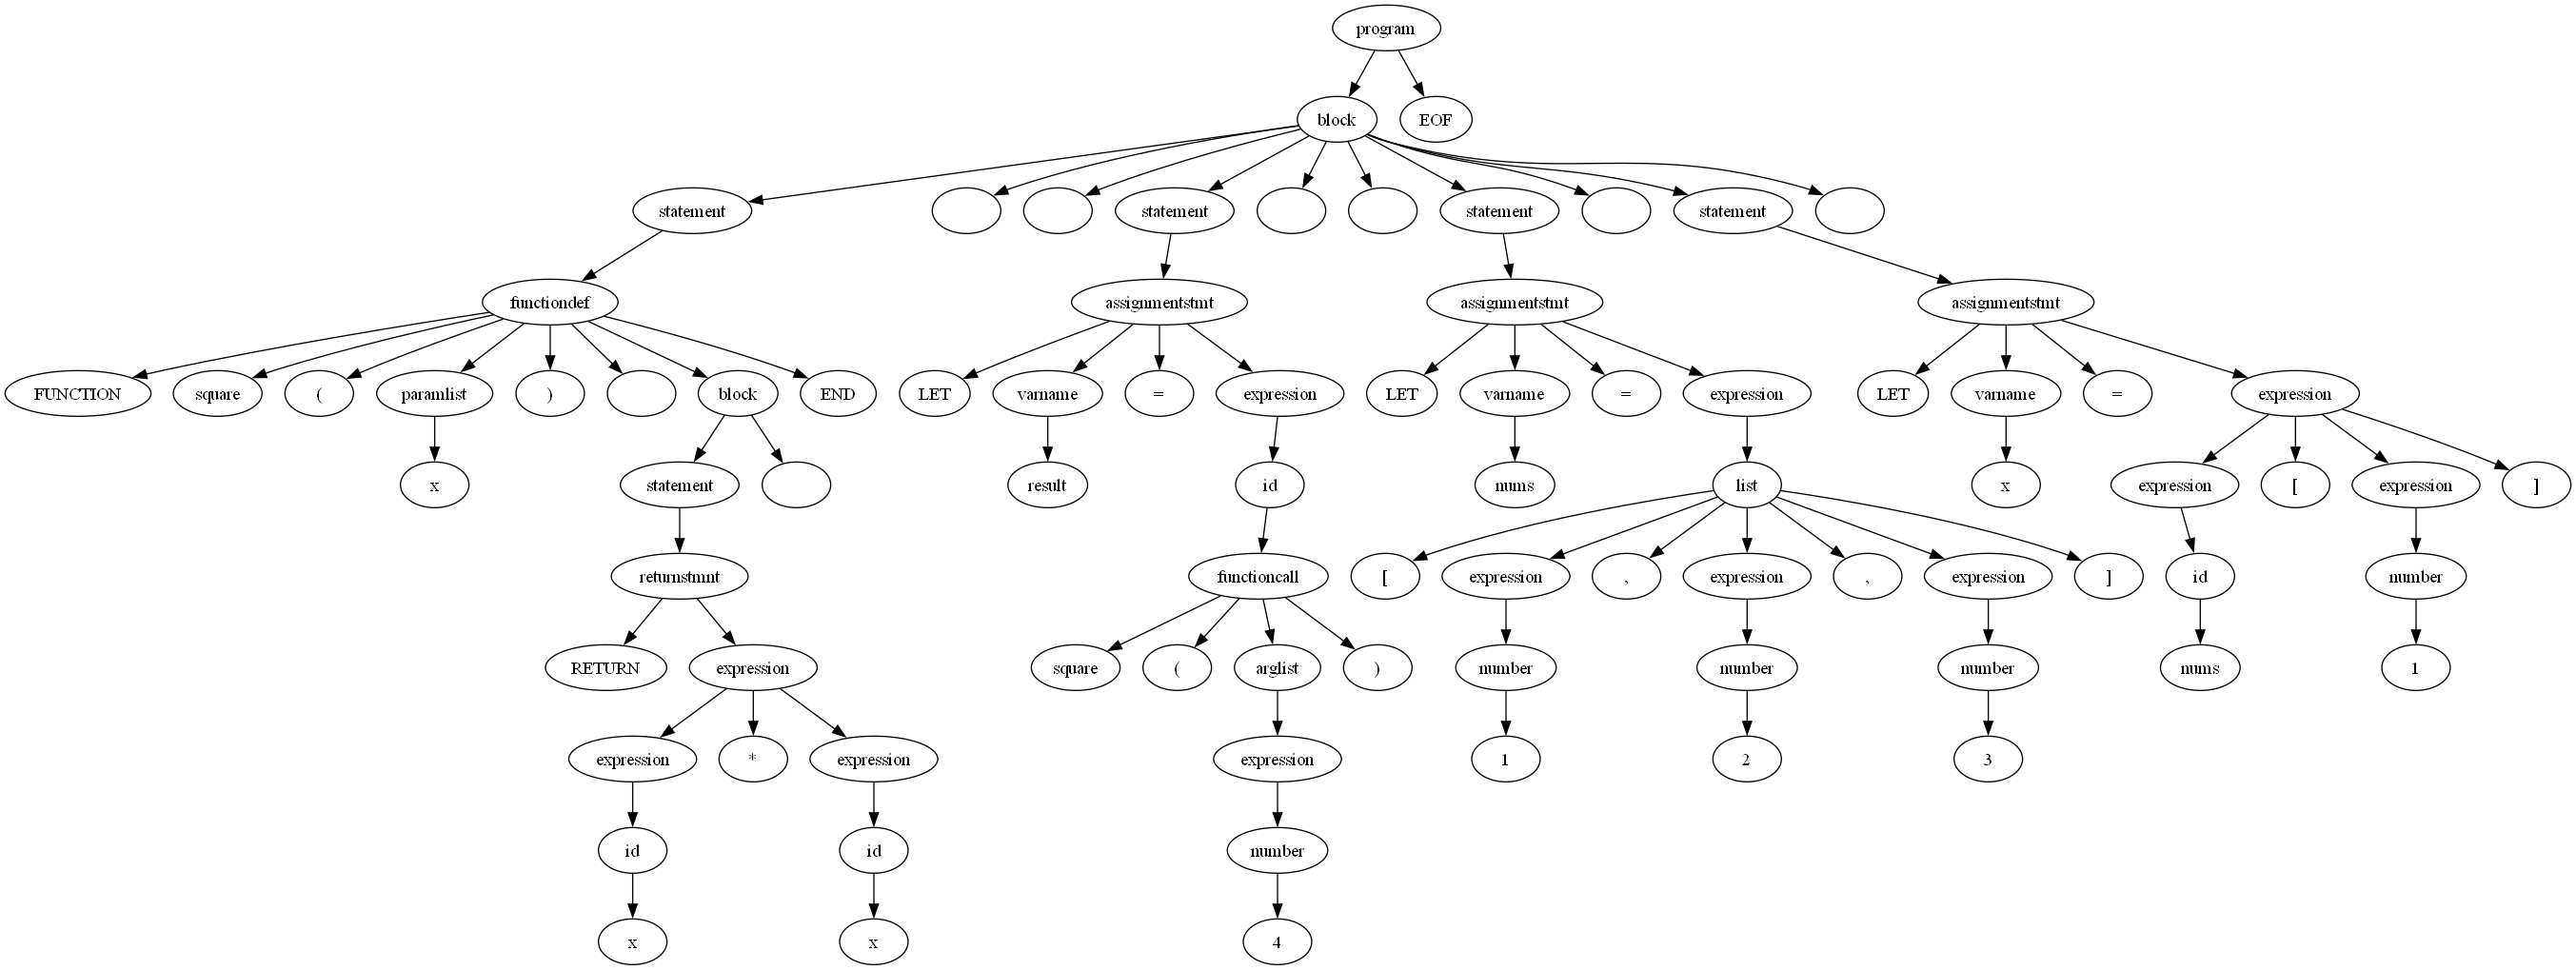 program
block EOF
statement statement statement statement
functiondef assignmentstmt assignmentstmt assignmentstmt
FUNCTION square ( paramlist ) block END LET varname = expression LET varname = expression LET varname = expression
x statement result id nums list x expression [ expression ]
returnstmnt functioncall [ expression , expression , expression ] id number
RETURN expression square ( arglist ) number number number nums 1
expression * expression expression 1 2 3
id id number
x x 4